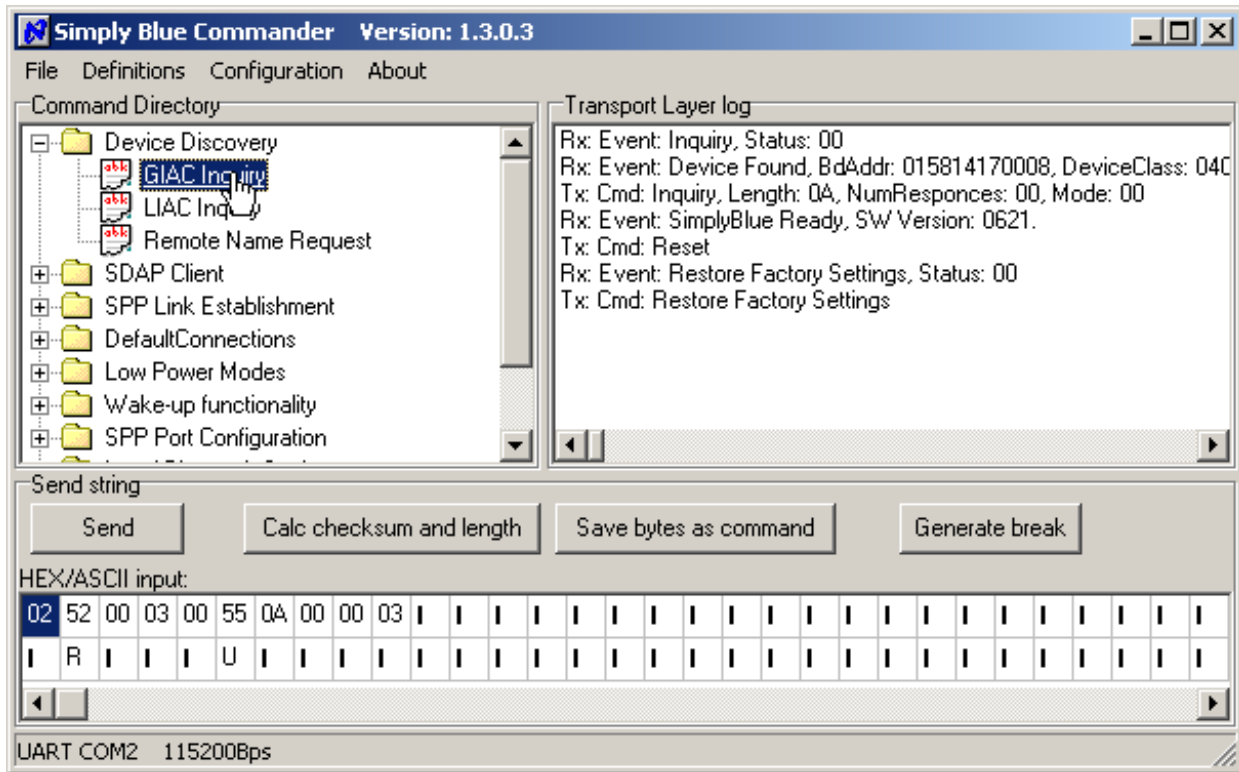 Simply Blue Commander Version: 1.3.0.3
File Definitions Configuration About
Command Directory
Device Discovery
GIAC Inquiry
LIAC Inquiry
Remote Name Request
SDAP Client
SPP Link Establishment
DefaultConnections
Low Power Modes
Wake-up functionality
SPP Port Configuration
Transport Layer log
Rx: Event: Inquiry, Status: 00
Rx: Event: Device Found, BdAddr: 015814170008, DeviceClass: 040
Tx: Cmd: Inquiry, Length: 0A, NumResponces: 00, Mode: 00
Rx: Event: SimplyBlue Ready, SW Version: 0621.
Tx: Cmd: Reset
Rx: Event: Restore Factory Settings, Status: 00
Tx: Cmd: Restore Factory Settings
Send string
Send Calc checksum and length Save bytes as command Generate break
HEX/ASCII input:
02 52 00 03 00 55 0A 00 00 03
R U
UART COM2 115200Bps